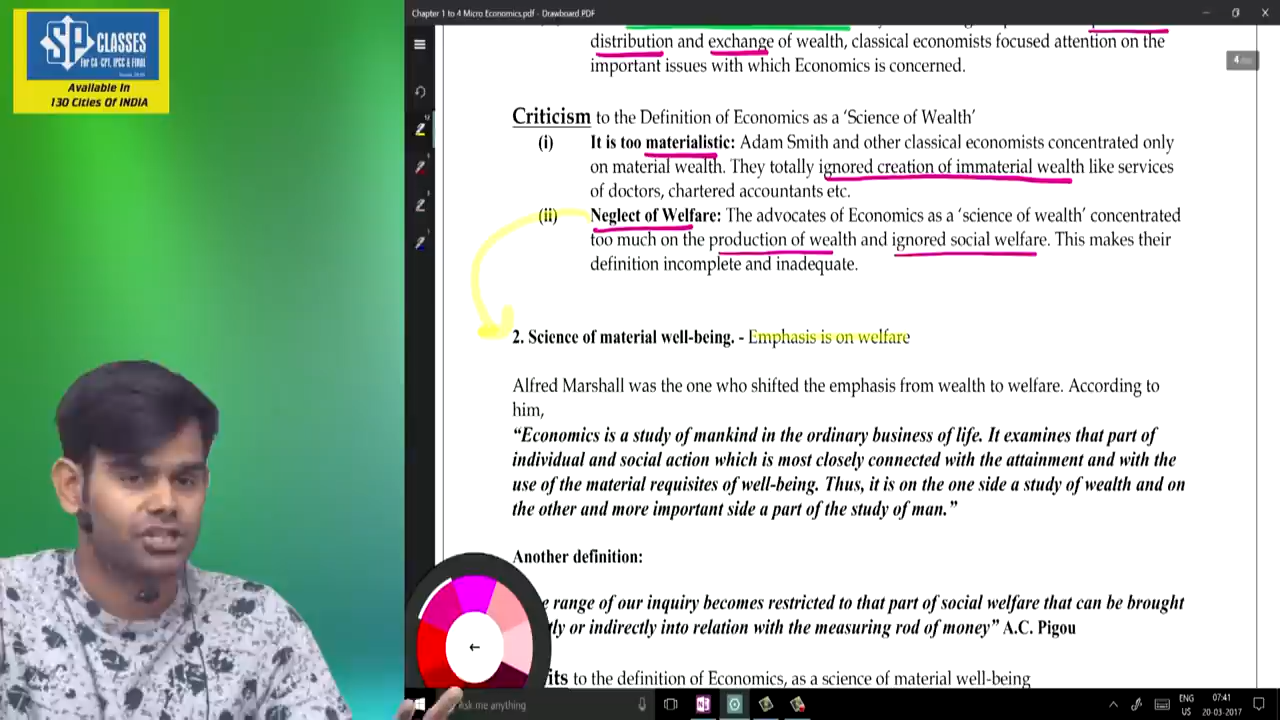 Chapter 1 to 4 Micro Economics.pdf - Drawboard PDF
SP CLASSES
for CA-CPT, IPCC & FINAL
Available In
130 Cities Of INDIA
4
distribution and exchange of wealth, classical economists focused attention on the
important issues with which Economics is concerned.
Criticism to the Definition of Economics as a ‘Science of Wealth’
(i) It is too materialistic: Adam Smith and other classical economists concentrated only
on material wealth. They totally ignored creation of immaterial wealth like services
of doctors, chartered accountants etc.
(ii) Neglect of Welfare: The advocates of Economics as a ‘science of wealth’ concentrated
too much on the production of wealth and ignored social welfare. This makes their
definition incomplete and inadequate.
2. Science of material well-being. - Emphasis is on welfare
Alfred Marshall was the one who shifted the emphasis from wealth to welfare. According to
him,
“Economics is a study of mankind in the ordinary business of life. It examines that part of
individual and social action which is most closely connected with the attainment and with the
use of the material requisites of well-being. Thus, it is on the one side a study of wealth and on
the other and more important side a part of the study of man.”
Another definition:
range of our inquiry becomes restricted to that part of social welfare that can be brought
or indirectly into relation with the measuring rod of money” A.C. Pigou
to the definition of Economics, as a science of material well-being
Ask me anything
ENG
US
07:41
20-03-2017